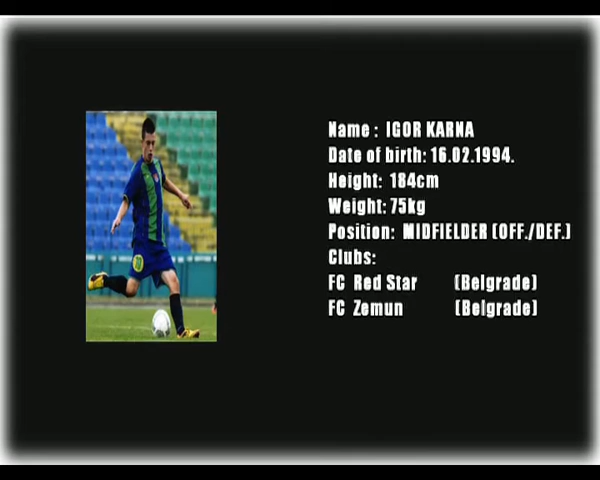 Name : IGOR KARNA
Date of birth: 16.02.1994.
Height: 184cm
Weight: 75kg
Position: MIDFIELDER (OFF./DEF.)
Clubs:
FC Red Star (Belgrade)
FC Zemun (Belgrade)